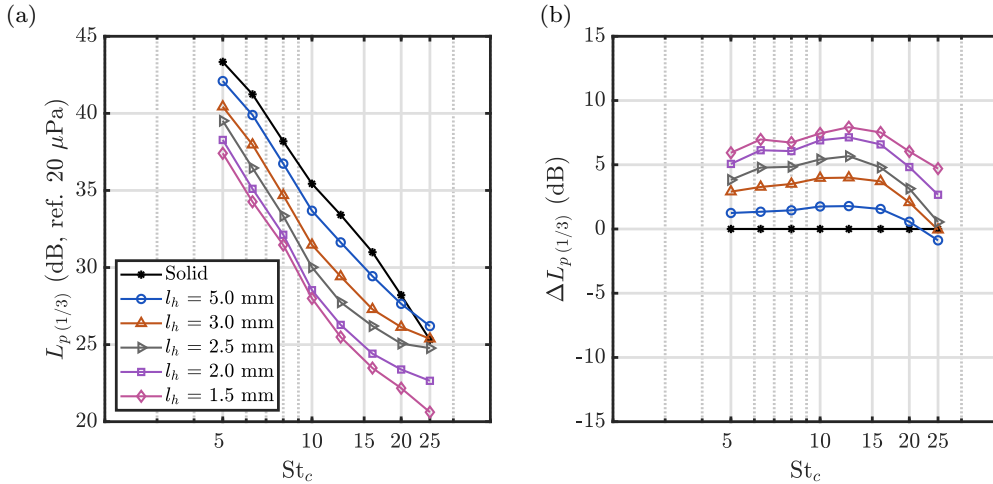 (a)
45
40
35
30
25
20
L_p (1/3) (dB, ref. 20 μPa)
Solid
l_h = 5.0 mm
l_h = 3.0 mm
l_h = 2.5 mm
l_h = 2.0 mm
l_h = 1.5 mm
5 10 15 20 25
St_c
(b)
15
10
5
0
-5
-10
-15
ΔL_p (1/3) (dB)
5 10 15 20 25
St_c